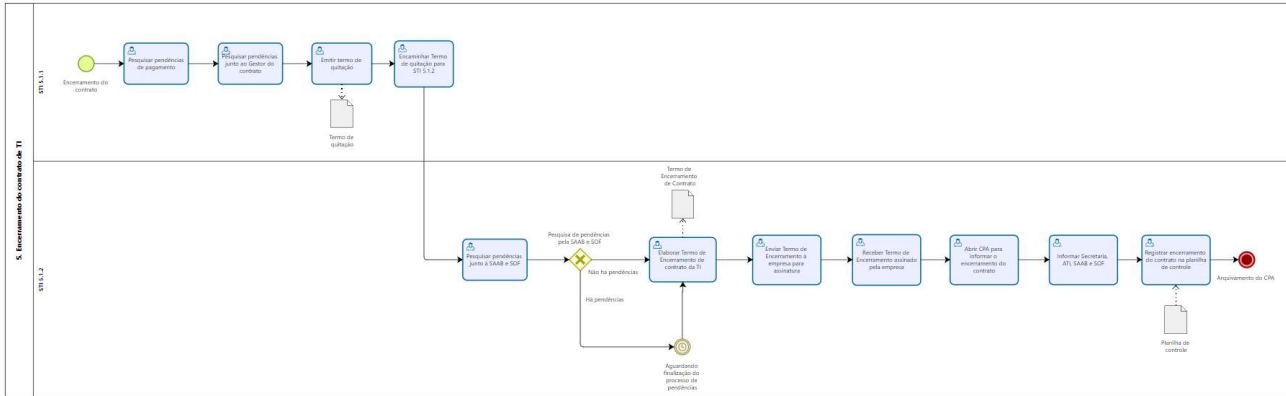 5. Encerramento do contrato de TI
STI 5.1.1
Encerramento do
contrato
Pesquisar pendências
de pagamento
Pesquisar pendências
junto ao Gestor do
contrato
Emitir termo de
quitação
Termo de
quitação
Encaminhar Termo
de quitação para
STI 5.1.2
STI 5.1.2
Pesquisar pendências
junto à SAAB e SOF
Pesquisa de pendências
pela SAAB e SOF
Não há pendências
Há pendências
Aguardando
finalização do
processo de
pendências
Termo de
Encerramento
de Contrato
Elaborar Termo de
Encerramento de
contrato da TI
Enviar Termo de
Encerramento à
empresa para
assinatura
Receber Termo de
Encerramento assinado
pela empresa
Abrir CPA para
informar o
encerramento do
contrato
Informar Secretaria,
ATI, SAAB e SOF
Registrar encerramento
do contrato no planilha
de controle
Planilha de
controle
Arquivamento do CPA